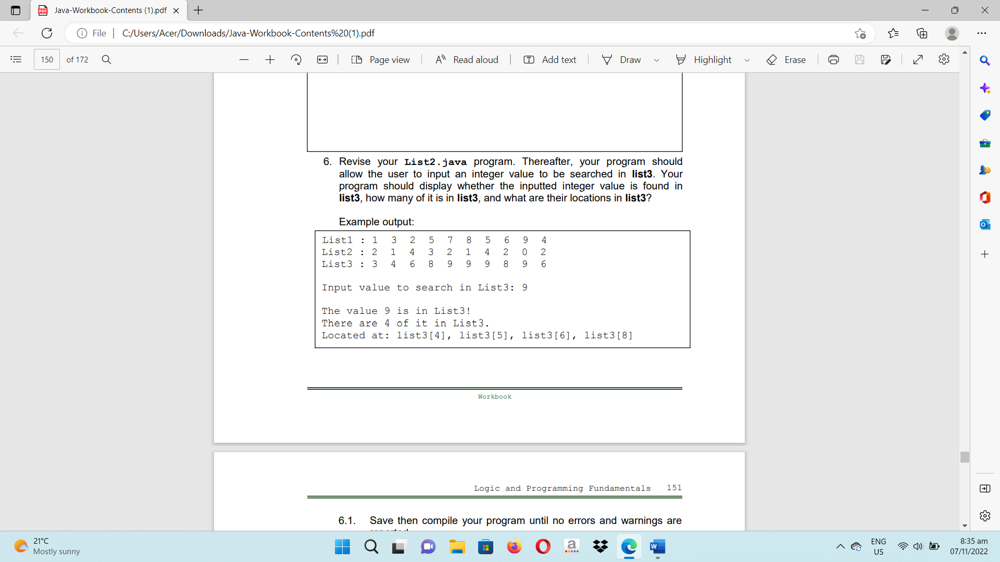 Java-Workbook-Contents (1).pdf
File
C:/Users/Acer/Downloads/Java-Workbook-Contents%20(1).pdf
150 of 172
Page view
Read aloud
Add text
Draw
Highlight
Erase
6. Revise your List2.java program. Thereafter, your program should
allow the user to input an integer value to be searched in list3. Your
program should display whether the inputted integer value is found in
list3, how many of it is in list3, and what are their locations in list3?
Example output:
List1 : 1 3 2 5 7 8 5 6 9 4
List2 : 2 1 4 3 2 1 4 2 0 2
List3 : 3 4 6 8 9 9 9 8 9 6
Input value to search in List3: 9
The value 9 is in List3!
There are 4 of it in List3.
Located at: list3[4], list3[5], list3[6], list3[8]
Workbook
Logic and Programming Fundamentals 151
6.1. Save then compile your program until no errors and warnings are
21°C
Mostly sunny
ENG
US
8:35 am
07/11/2022